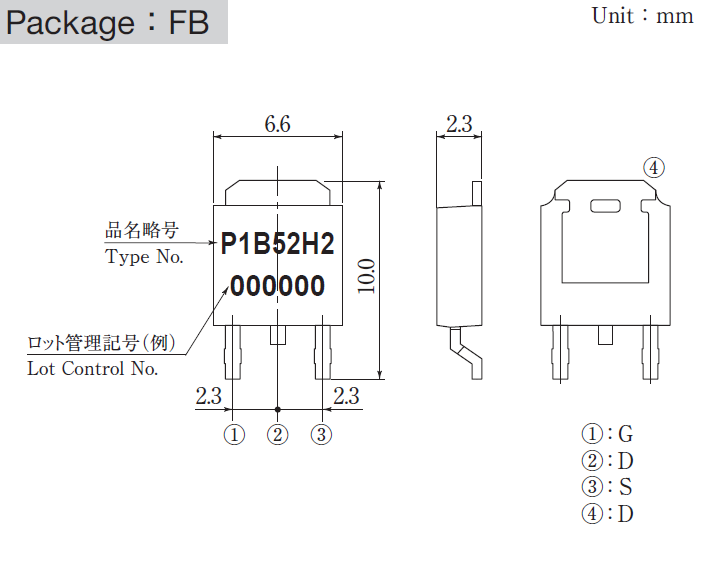 Package：FB
Unit：mm
6.6
2.3
④
品名略号
Type No.
P1B52H2
000000
10.0
ロット管理記号（例）
Lot Control No.
2.3
2.3
①
②
③
①：G
②：D
③：S
④：D